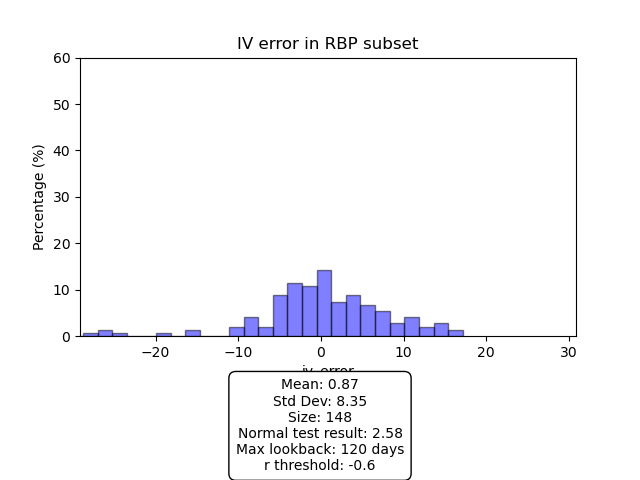 IV error in RBP subset
60
50
40
30
20
10
0
Percentage (%)
−20
−10
0
10
20
30
iv_error
Mean: 0.87
Std Dev: 8.35
Size: 148
Normal test result: 2.58
Max lookback: 120 days
r threshold: -0.6